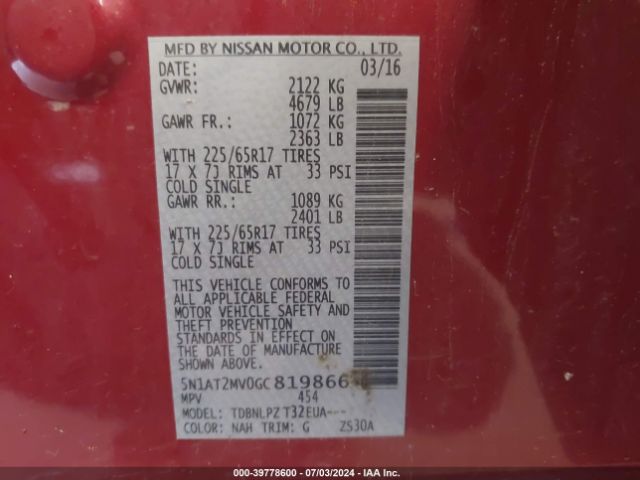 MFD BY NISSAN MOTOR CO., LTD.
DATE: 03/16
GVWR: 2122 KG
4679 LB
GAWR FR.: 1072 KG
2363 LB
WITH 225/65R17 TIRES
17 X 7J RIMS AT 33 PSI
COLD SINGLE
GAWR RR.: 1089 KG
2401 LB
WITH 225/65R17 TIRES
17 X 7J RIMS AT 33 PSI
COLD SINGLE
THIS VEHICLE CONFORMS TO
ALL APPLICABLE FEDERAL
MOTOR VEHICLE SAFETY AND
THEFT PREVENTION
STANDARDS IN EFFECT ON
THE DATE OF MANUFACTURE
SHOWN ABOVE.
MPV 454
MODEL: TDBNLPZ T32EUA---
COLOR: NAH TRIM: G ZS30A
000-39778600 - 07/03/2024 - IAA Inc.